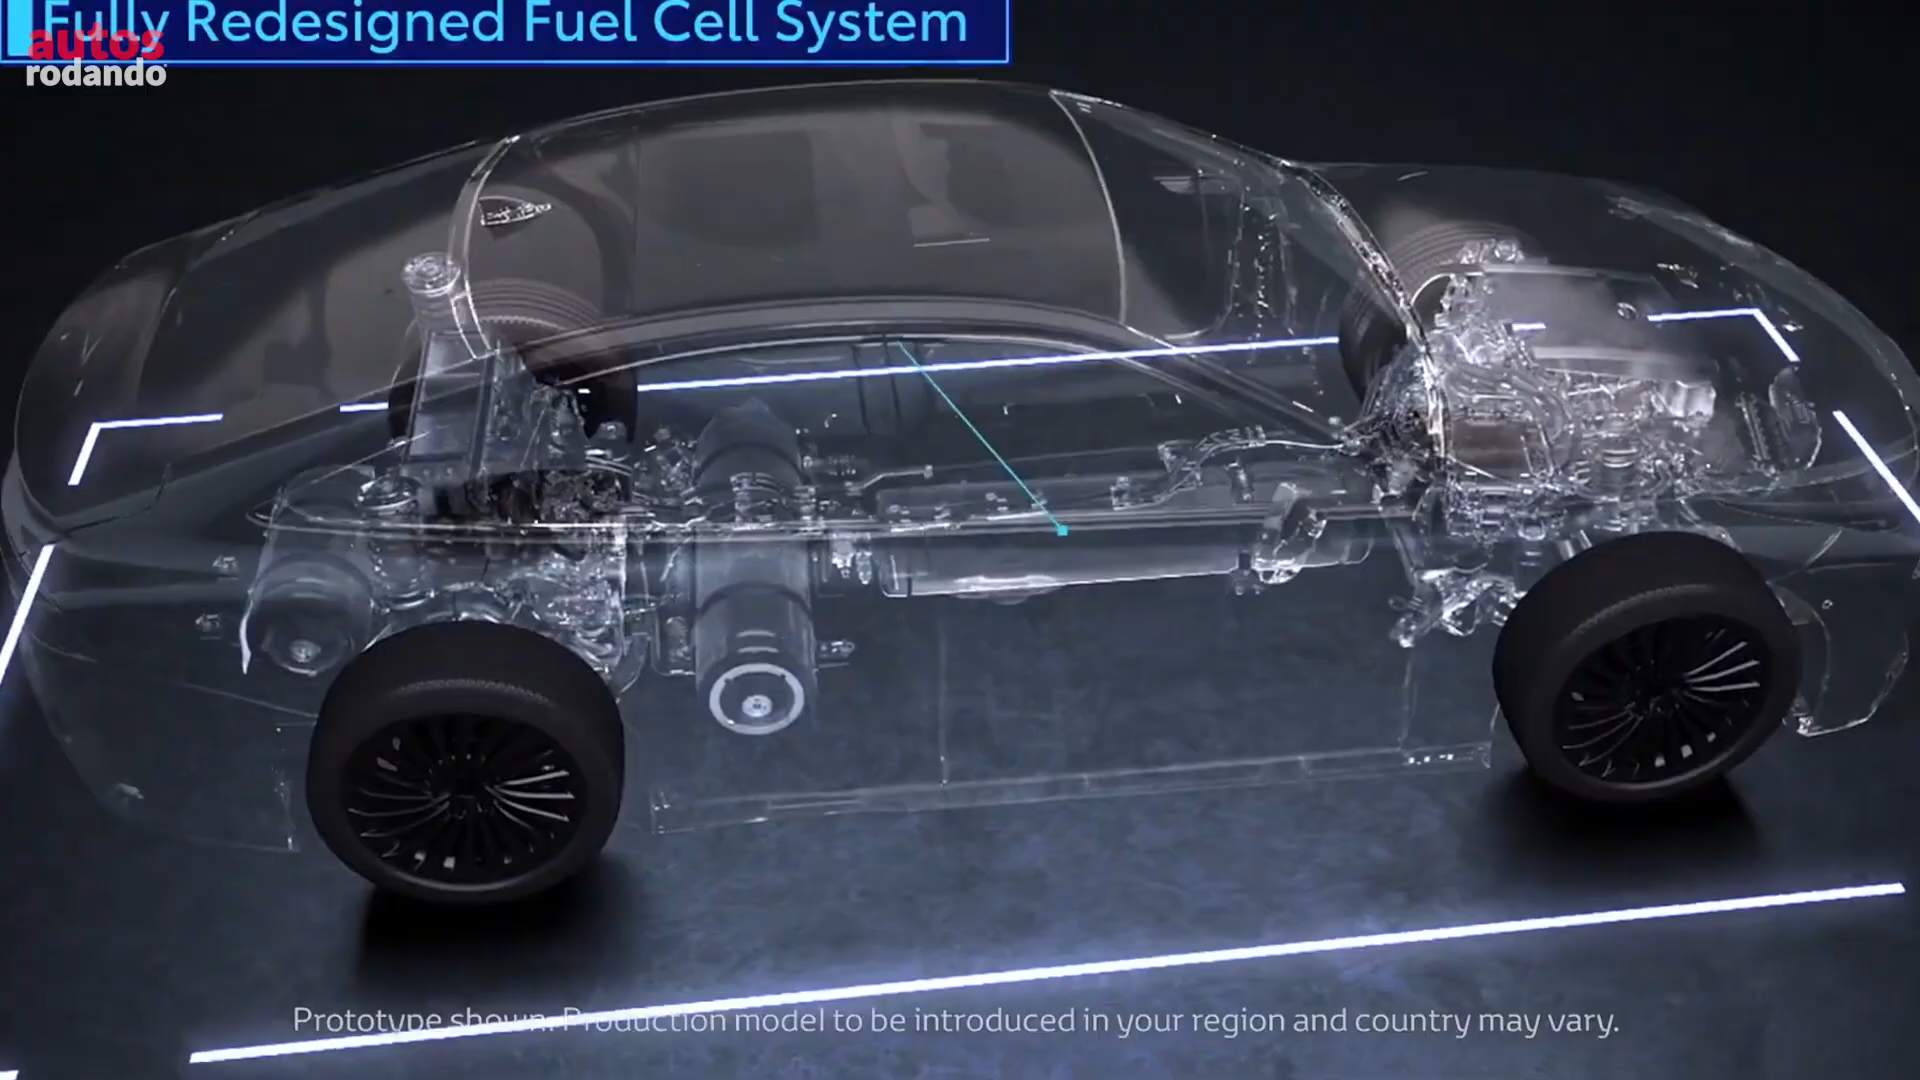 Fully Redesigned Fuel Cell System
autos
rodando
Prototype shown. Production model to be introduced in your region and country may vary.